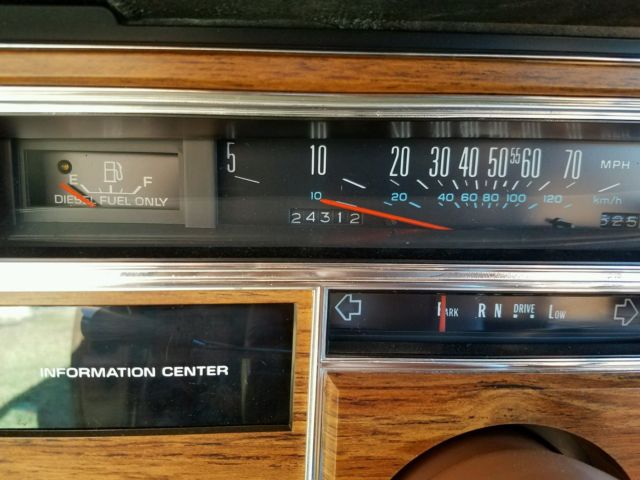 5 10 20 30 40 50 55 60 70 MPH
E F
10 20 40 60 80 100 120 km/h
DIESEL FUEL ONLY
24312
PARK R N DRIVE LOW
INFORMATION CENTER